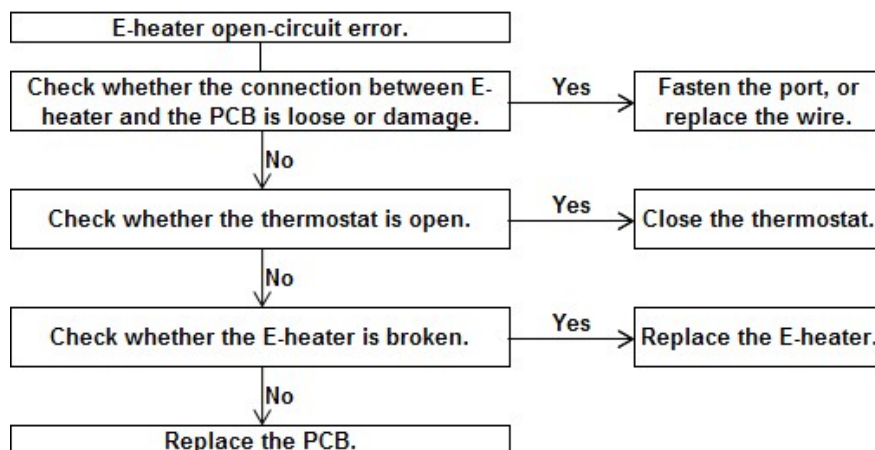 E-heater open-circuit error.
Check whether the connection between E-
heater and the PCB is loose or damage.
Yes
Fasten the port, or
replace the wire.
No
Check whether the thermostat is open.
Yes
Close the thermostat.
No
Check whether the E-heater is broken.
Yes
Replace the E-heater.
No
Replace the PCB.